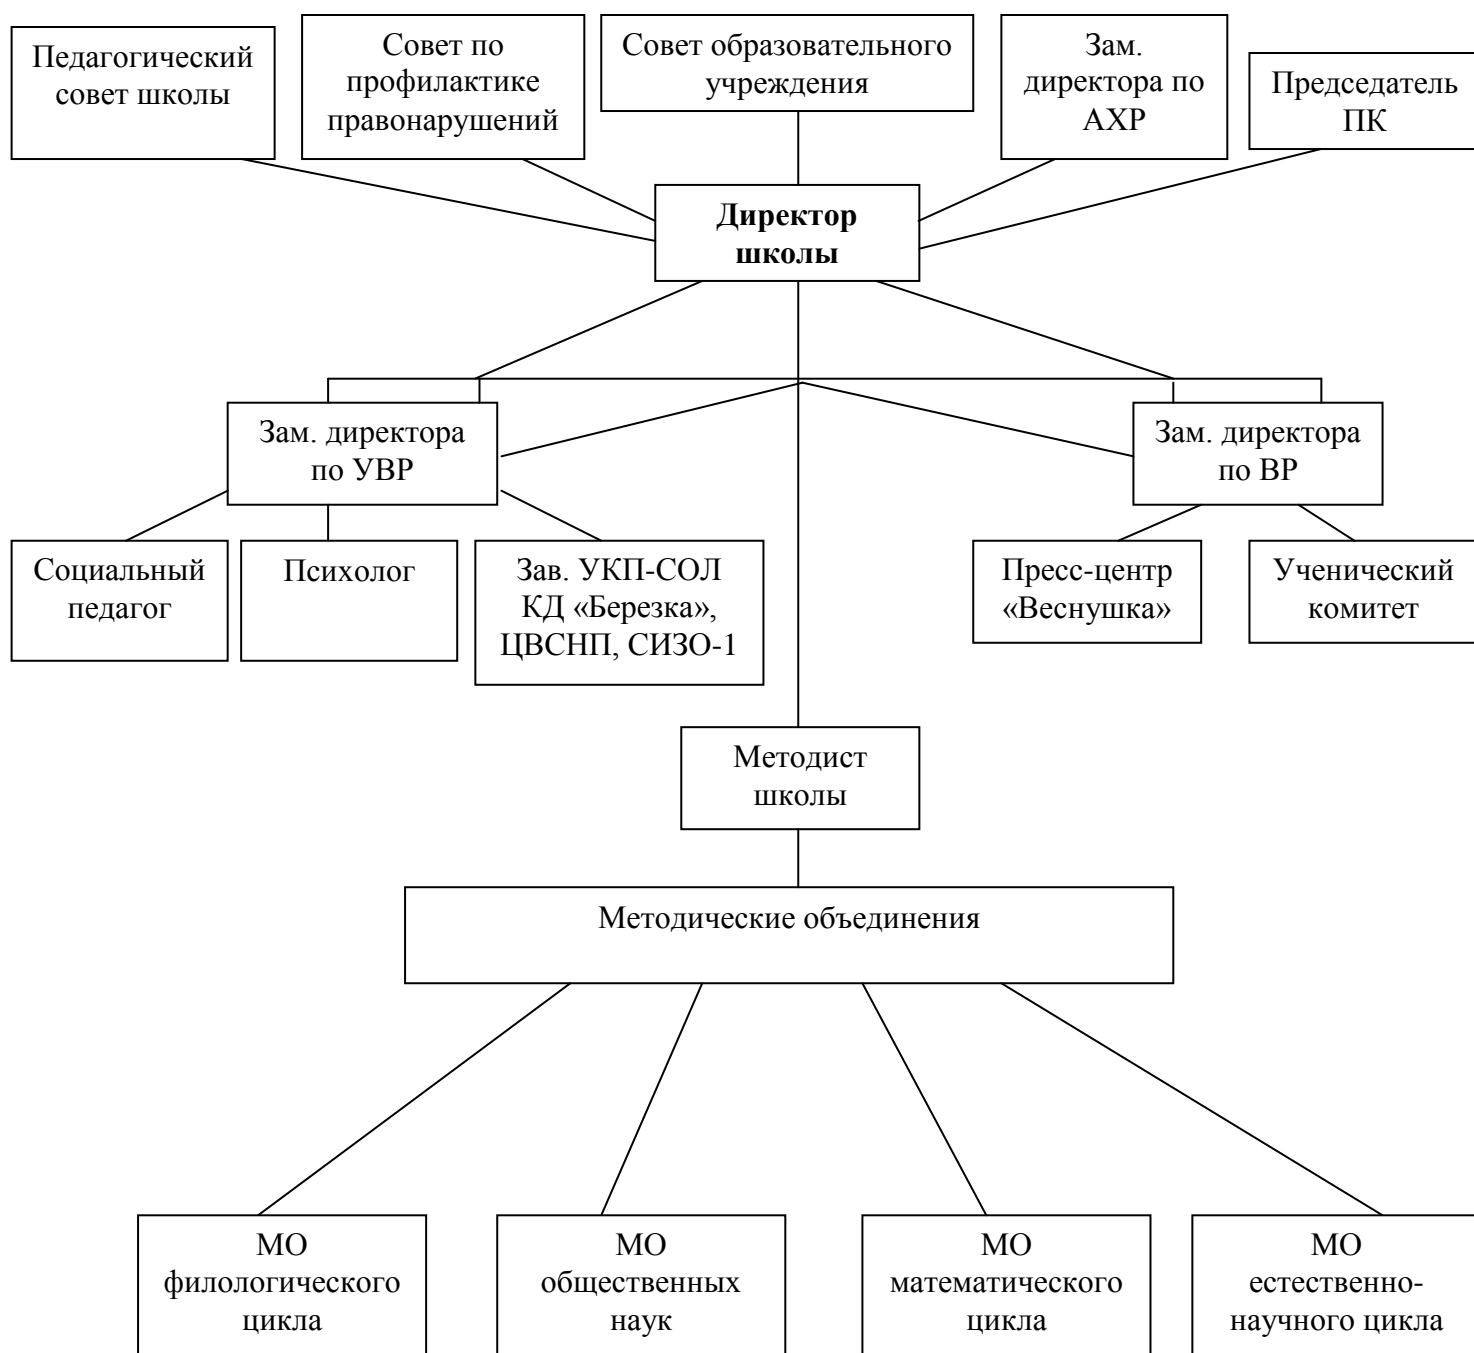 Педагогический
совет школы
Совет по
профилактике
правонарушений
Совет образовательного
учреждения
Зам.
директора по
АХР
Председатель
ПК
Директор
школы
Зам. директора
по УВР
Зам. директора
по ВР
Социальный
педагог
Психолог
Зав. УКП-СОЛ
КД «Березка»,
ЦВСНП, СИЗО-1
Пресс-центр
«Веснушка»
Ученический
комитет
Методист
школы
Методические объединения
МО
филологического
цикла
МО
общественных
наук
МО
математического
цикла
МО
естественно-
научного цикла